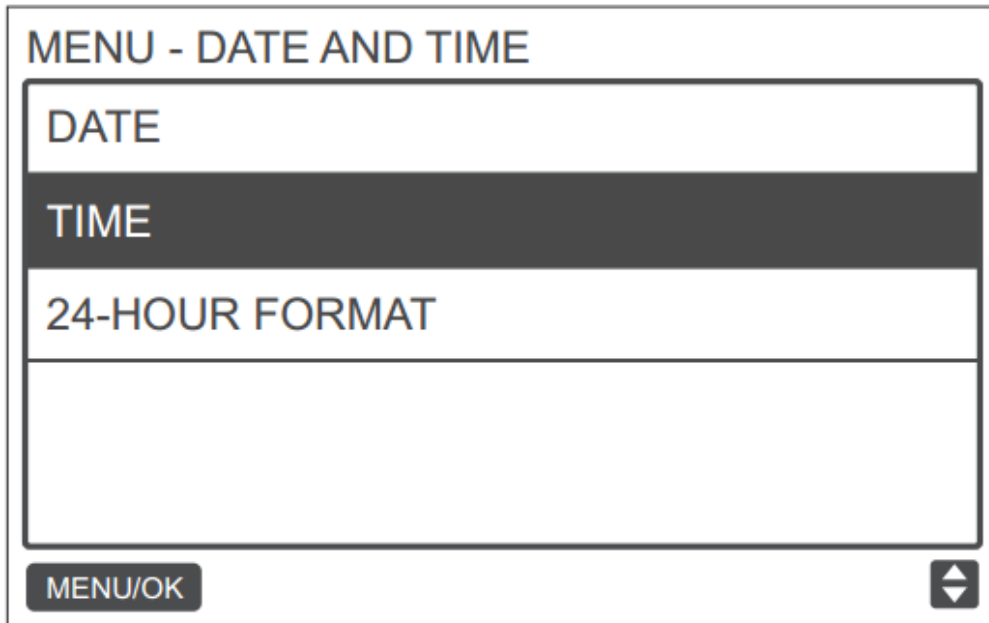 MENU - DATE AND TIME
DATE
TIME
24-HOUR FORMAT
MENU/OK